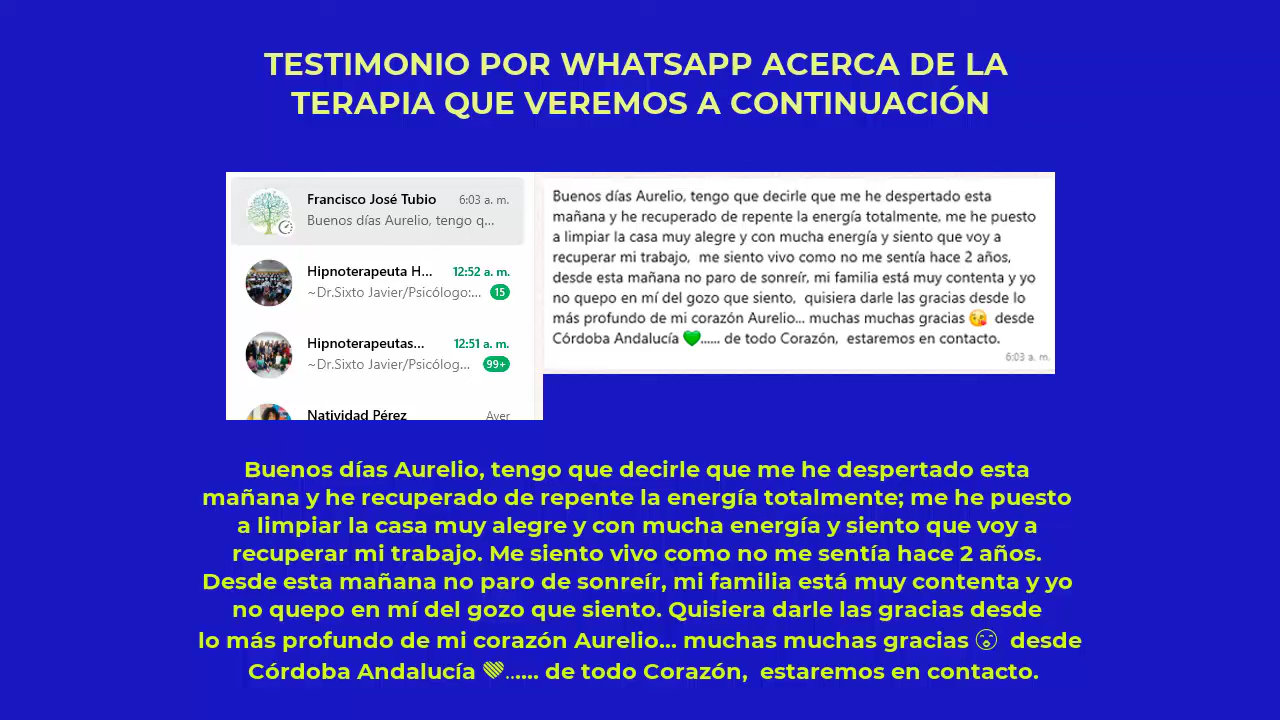 TESTIMONIO POR WHATSAPP ACERCA DE LA
TERAPIA QUE VEREMOS A CONTINUACIÓN
Francisco José Tubio 6:03 a. m.
Buenos días Aurelio, tengo q...
Hipnoterapeuta H... 12:52 a. m.
~Dr.Sixto Javier/Psicólogo:... 15
Hipnoterapeutas... 12:51 a. m.
~Dr.Sixto Javier/Psicólog... 99+
Natividad Pérez Ayer
Buenos días Aurelio, tengo que decirle que me he despertado esta
mañana y he recuperado de repente la energía totalmente, me he puesto
a limpiar la casa muy alegre y con mucha energía y siento que voy a
recuperar mi trabajo, me siento vivo como no me sentía hace 2 años,
desde esta mañana no paro de sonreír, mi familia está muy contenta y yo
no quepo en mí del gozo que siento, quisiera darle las gracias desde lo
más profundo de mi corazón Aurelio... muchas muchas gracias 😘 desde
Córdoba Andalucía 💚...... de todo Corazón, estaremos en contacto.
6:03 a. m.
Buenos días Aurelio, tengo que decirle que me he despertado esta
mañana y he recuperado de repente la energía totalmente; me he puesto
a limpiar la casa muy alegre y con mucha energía y siento que voy a
recuperar mi trabajo. Me siento vivo como no me sentía hace 2 años.
Desde esta mañana no paro de sonreír, mi familia está muy contenta y yo
no quepo en mí del gozo que siento. Quisiera darle las gracias desde
lo más profundo de mi corazón Aurelio... muchas muchas gracias 😘 desde
Córdoba Andalucía 💚...... de todo Corazón, estaremos en contacto.